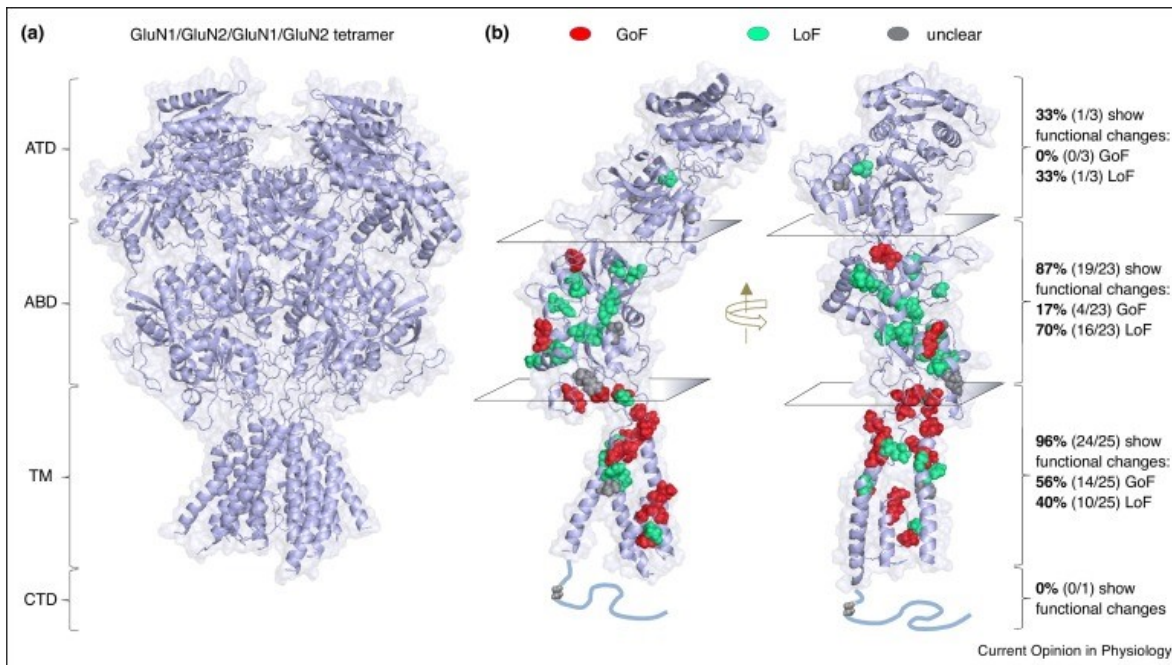 (a)
GluN1/GluN2/GluN1/GluN2 tetramer
ATD
ABD
TM
CTD
(b)
GoF
LoF
unclear
33% (1/3) show
functional changes:
0% (0/3) GoF
33% (1/3) LoF
87% (19/23) show
functional changes:
17% (4/23) GoF
70% (16/23) LoF
96% (24/25) show
functional changes:
56% (14/25) GoF
40% (10/25) LoF
0% (0/1) show
functional changes
Current Opinion in Physiology